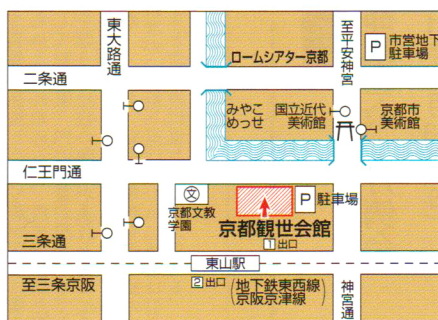 東大路通
至平安神宮
P
市営地下
駐車場
ロームシアター京都
二条通
みやこ
めっせ
国立近代
美術館
京都市
美術館
仁王門通
文
京都文教
学園
P 駐車場
京都観世会館
1 出口
三条通
東山駅
至三条京阪
2 出口
(地下鉄東西線
京阪京津線)
神宮通